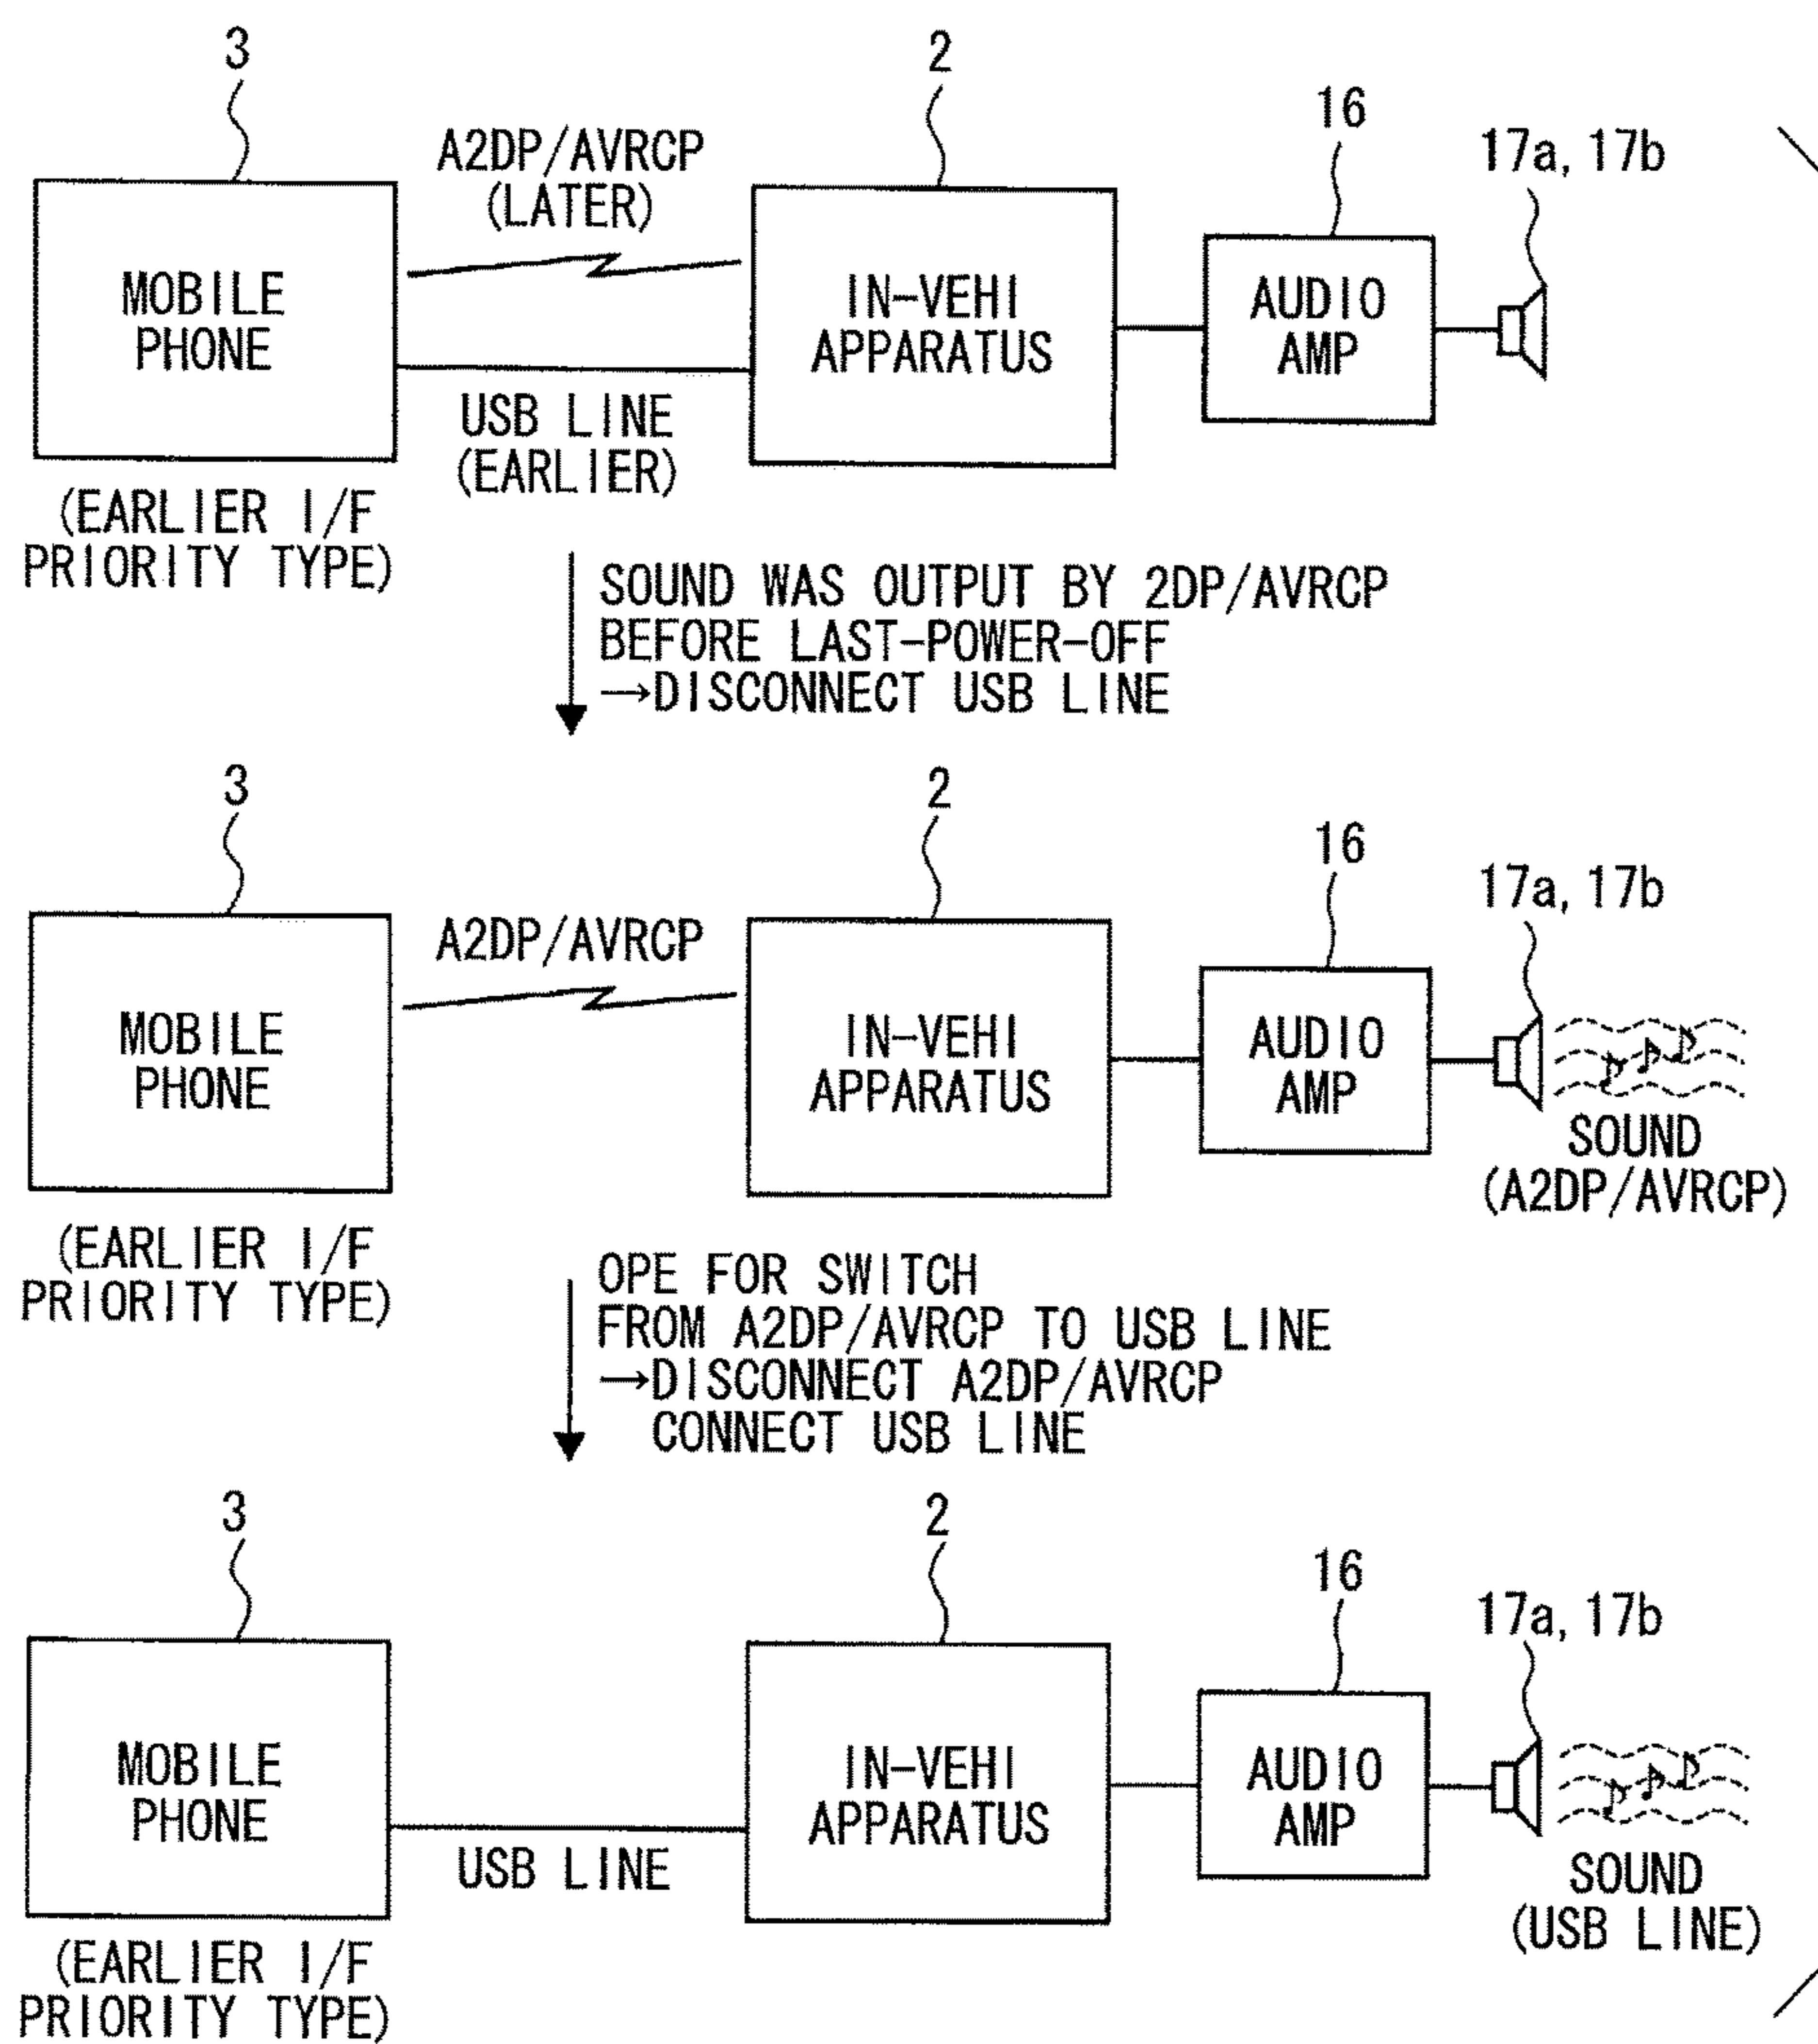 3
2
16
17a, 17b
A2DP/AVRCP
(LATER)
MOBILE
PHONE
IN-VEHI
APPARATUS
AUDIO
AMP
USB LINE
(EARLIER)
(EARLIER I/F
PRIORITY TYPE)
SOUND WAS OUTPUT BY 2DP/AVRCP
BEFORE LAST-POWER-OFF
→DISCONNECT USB LINE
3
2
16
17a, 17b
A2DP/AVRCP
MOBILE
PHONE
IN-VEHI
APPARATUS
AUDIO
AMP
SOUND
(A2DP/AVRCP)
(EARLIER I/F
PRIORITY TYPE)
OPE FOR SWITCH
FROM A2DP/AVRCP TO USB LINE
→DISCONNECT A2DP/AVRCP
CONNECT USB LINE
3
2
16
17a, 17b
MOBILE
PHONE
IN-VEHI
APPARATUS
AUDIO
AMP
USB LINE
SOUND
(USB LINE)
(EARLIER I/F
PRIORITY TYPE)